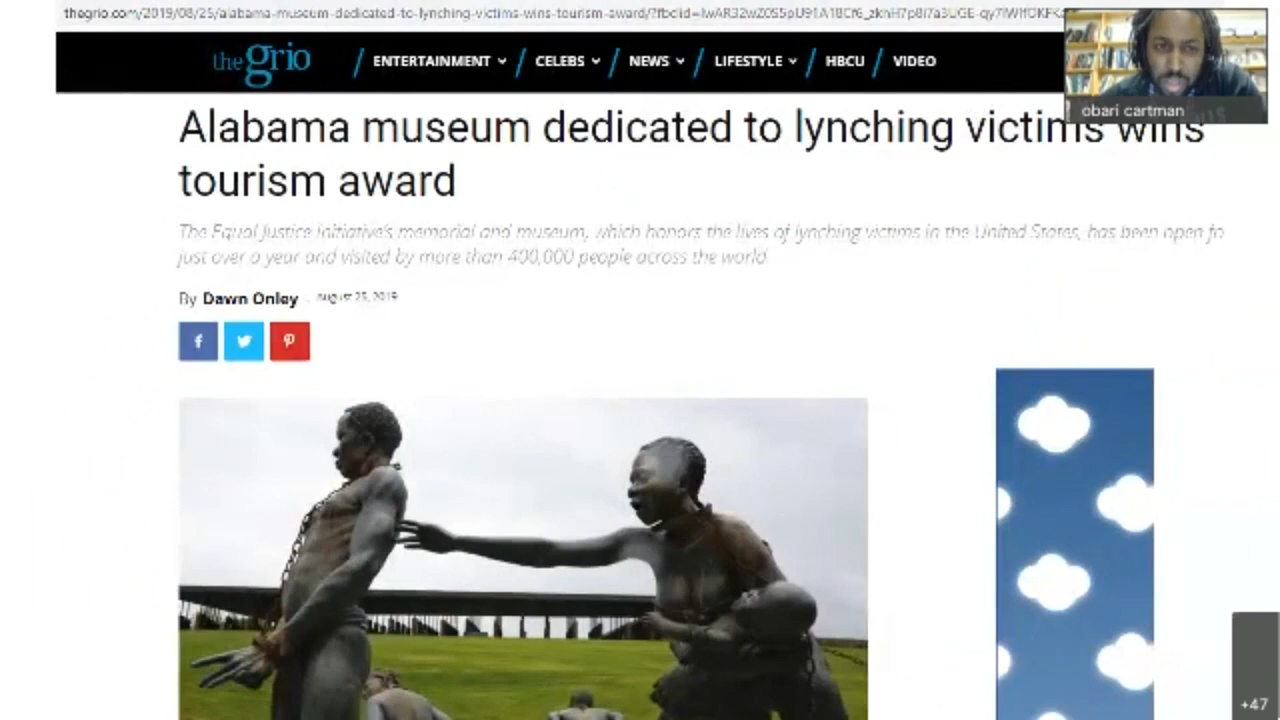 thegrio.com/2019/08/25/alabama-museum-dedicated-to-lynching-victims-wins-tourism-award/
the grio
ENTERTAINMENT
CELEBS
NEWS
LIFESTYLE
HBCU
VIDEO
obari cartman
Alabama museum dedicated to lynching victims wins
tourism award
The Equal Justice Initiative's memorial and museum, which honors the lives of lynching victims in the United States, has been open fo
just over a year and visited by more than 400,000 people across the world.
By Dawn Onley - August 25, 2019
+47